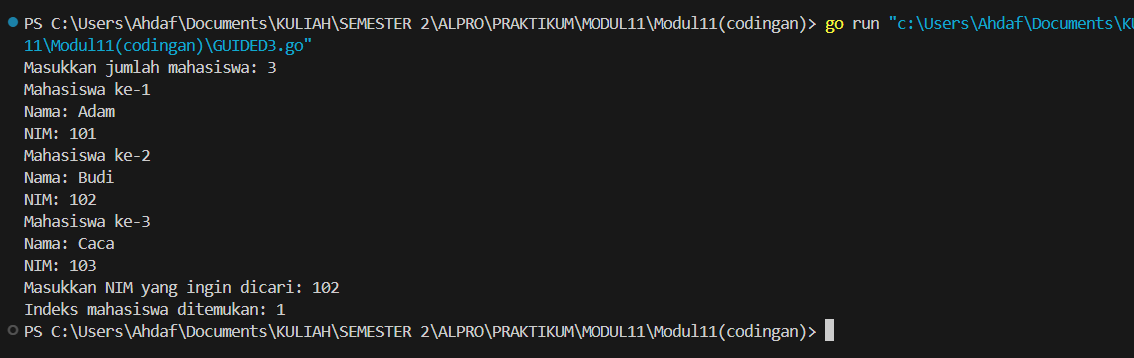 PS C:\Users\Ahdaf\Documents\KULIAH\SEMESTER 2\ALPRO\PRAKTIKUM\MODUL11\Modul11(codingan)> go run "c:\Users\Ahdaf\Documents\
11\Modul11(codingan)\GUIDED3.go"
Masukkan jumlah mahasiswa: 3
Mahasiswa ke-1
Nama: Adam
NIM: 101
Mahasiswa ke-2
Nama: Budi
NIM: 102
Mahasiswa ke-3
Nama: Caca
NIM: 103
Masukkan NIM yang ingin dicari: 102
Indeks mahasiswa ditemukan: 1
PS C:\Users\Ahdaf\Documents\KULIAH\SEMESTER 2\ALPRO\PRAKTIKUM\MODUL11\Modul11(codingan)>